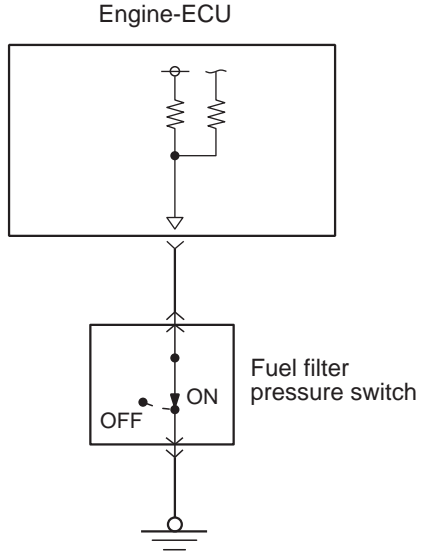 Engine-ECU
Fuel filter
pressure switch
ON
OFF